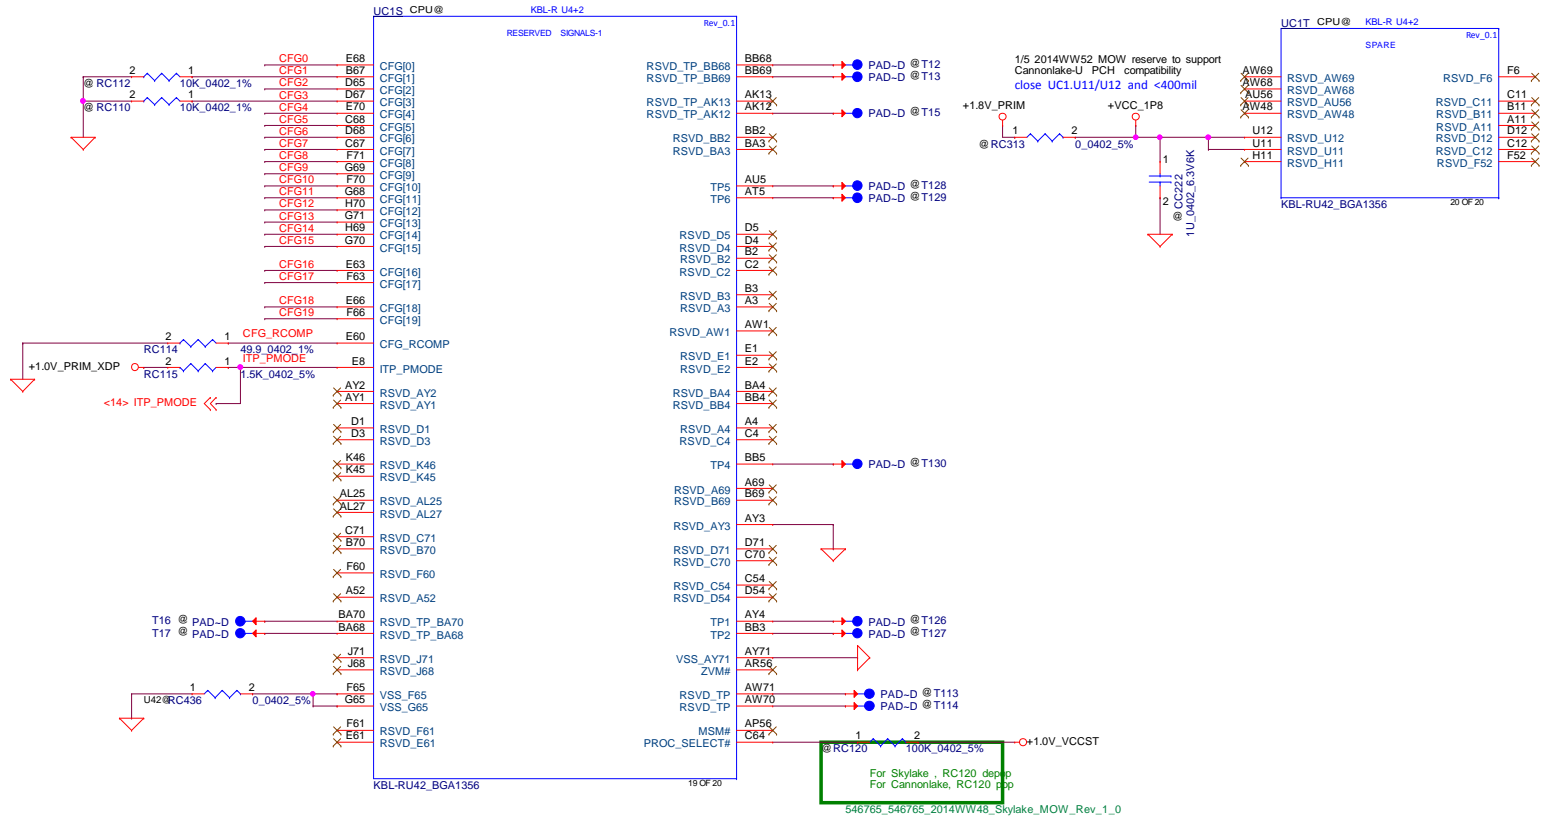 UC1S CPU@ KBL-R U4+2
Rev_0.1
RESERVED SIGNALS-1
CFG0 E68 CFG[0]
CFG1 B67 CFG[1]
CFG2 D65 CFG[2]
CFG3 D67 CFG[3]
CFG4 E70 CFG[4]
CFG5 C68 CFG[5]
CFG6 D68 CFG[6]
CFG7 C67 CFG[7]
CFG8 F71 CFG[8]
CFG9 G69 CFG[9]
CFG10 F70 CFG[10]
CFG11 G68 CFG[11]
CFG12 H70 CFG[12]
CFG13 G71 CFG[13]
CFG14 H69 CFG[14]
CFG15 G70 CFG[15]
CFG16 E63 CFG[16]
CFG17 F63 CFG[17]
CFG18 E66 CFG[18]
CFG19 F66 CFG[19]
2 1
@ RC112 10K_0402_1%
2 1
@ RC110 10K_0402_1%
2 1 CFG_RCOMP E60 CFG_RCOMP
RC114 49.9_0402_1%
+1.0V_PRIM_XDP 2 1 ITP_PMODE E8 ITP_PMODE
RC115 1.5K_0402_5%
<14> ITP_PMODE
AY2 RSVD_AY2
AY1 RSVD_AY1
D1 RSVD_D1
D3 RSVD_D3
K46 RSVD_K46
K45 RSVD_K45
AL25 RSVD_AL25
AL27 RSVD_AL27
C71 RSVD_C71
B70 RSVD_B70
F60 RSVD_F60
A52 RSVD_A52
T16 @ PAD~D BA70 RSVD_TP_BA70
T17 @ PAD~D BA68 RSVD_TP_BA68
J71 RSVD_J71
J68 RSVD_J68
1 2 F65 VSS_F65
U42@RC436 0_0402_5% G65 VSS_G65
F61 RSVD_F61
E61 RSVD_E61
RSVD_TP_BB68 BB68 PAD~D @T12
RSVD_TP_BB69 BB69 PAD~D @T13
RSVD_TP_AK13 AK13
RSVD_TP_AK12 AK12 PAD~D @T15
RSVD_BB2 BB2
RSVD_BA3 BA3
TP5 AU5 PAD~D @T128
TP6 AT5 PAD~D @T129
RSVD_D5 D5
RSVD_D4 D4
RSVD_B2 B2
RSVD_C2 C2
RSVD_B3 B3
RSVD_A3 A3
RSVD_AW1 AW1
RSVD_E1 E1
RSVD_E2 E2
RSVD_BA4 BA4
RSVD_BB4 BB4
RSVD_A4 A4
RSVD_C4 C4
TP4 BB5 PAD~D @T130
RSVD_A69 A69
RSVD_B69 B69
RSVD_AY3 AY3
RSVD_D71 D71
RSVD_C70 C70
RSVD_C54 C54
RSVD_D54 D54
TP1 AY4 PAD~D @T126
TP2 BB3 PAD~D @T127
VSS_AY71 AY71
ZVM# AR56
RSVD_TP AW71 PAD~D @T113
RSVD_TP AW70 PAD~D @T114
MSM# AP56
PROC_SELECT# C64 1 2 +1.0V_VCCST
@RC120 100K_0402_5%
For Skylake , RC120 depop
For Cannonlake, RC120 pop
KBL-RU42_BGA1356 19 OF 20
546765_546765_2014WW48_Skylake_MOW_Rev_1_0
1/5 2014WW52 MOW reserve to support
Cannonlake-U PCH compatibility
close UC1.U11/U12 and <400mil
+1.8V_PRIM +VCC_1P8
1 2
@RC313 0_0402_5%
1
2
@ CC222
1U_0402_6.3V6K
UC1T CPU@ KBL-R U4+2
Rev_0.1
SPARE
AW69 RSVD_AW69
AW68 RSVD_AW68
AU56 RSVD_AU56
AW48 RSVD_AW48
U12 RSVD_U12
U11 RSVD_U11
H11 RSVD_H11
RSVD_F6 F6
RSVD_C11 C11
RSVD_B11 B11
RSVD_A11 A11
RSVD_D12 D12
RSVD_C12 C12
RSVD_F52 F52
KBL-RU42_BGA1356 20 OF 20